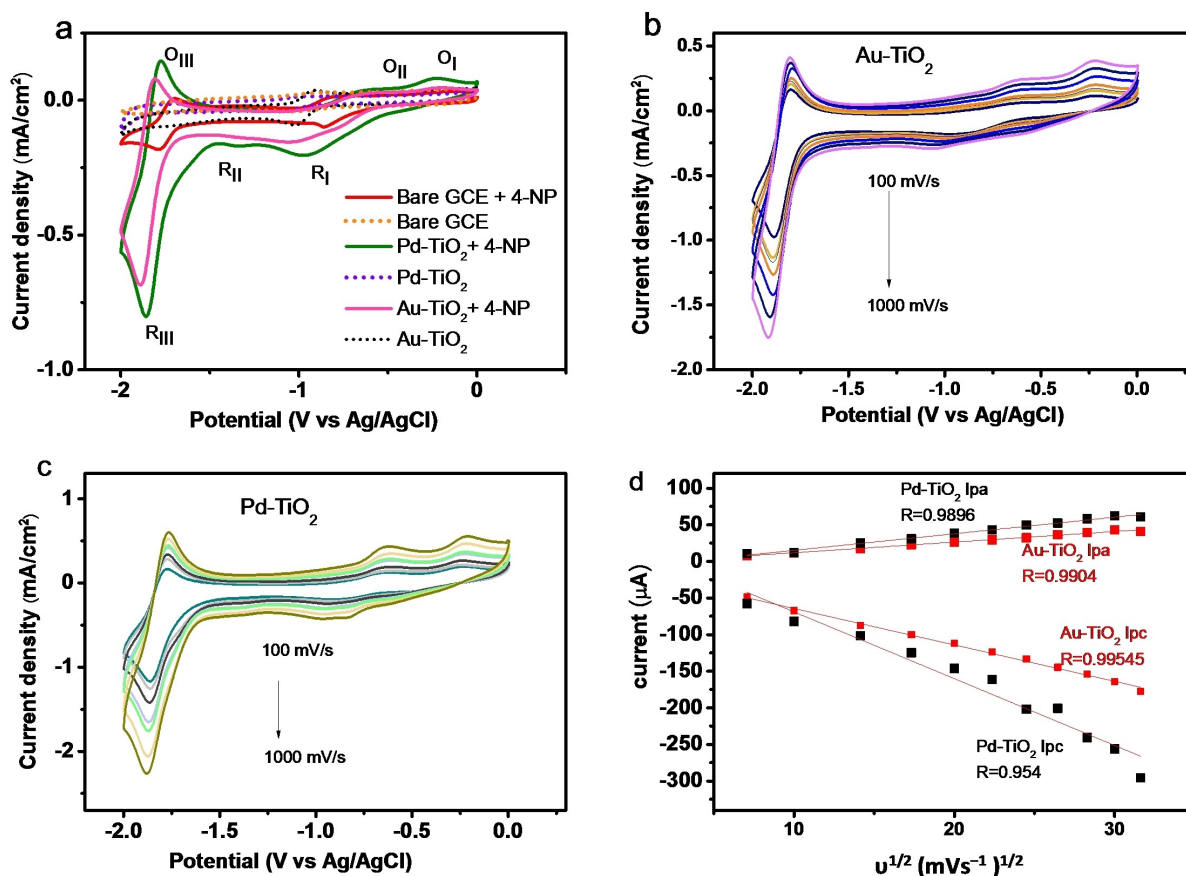 a
O_III
O_II
O_I
0.0
-0.5
-1.0
Current density (mA/cm²)
R_II
R_I
R_III
Bare GCE + 4-NP
Bare GCE
Pd-TiO₂+ 4-NP
Pd-TiO₂
Au-TiO₂+ 4-NP
Au-TiO₂
-2
-1
0
Potential (V vs Ag/AgCl)
b
Au-TiO₂
0.5
0.0
-0.5
-1.0
-1.5
-2.0
Current density (mA/cm²)
100 mV/s
1000 mV/s
-2.0
-1.5
-1.0
-0.5
0.0
Potential (V vs Ag/AgCl)
c
Pd-TiO₂
1
0
-1
-2
Current density (mA/cm²)
100 mV/s
1000 mV/s
-2.0
-1.5
-1.0
-0.5
0.0
Potential (V vs Ag/AgCl)
d
100
50
0
-50
-100
-150
-200
-250
-300
current (µA)
Pd-TiO₂ Ipa
R=0.9896
Au-TiO₂ Ipa
R=0.9904
Au-TiO₂ Ipc
R=0.99545
Pd-TiO₂ Ipc
R=0.954
10
20
30
υ^1/2 (mVs⁻¹ )^1/2